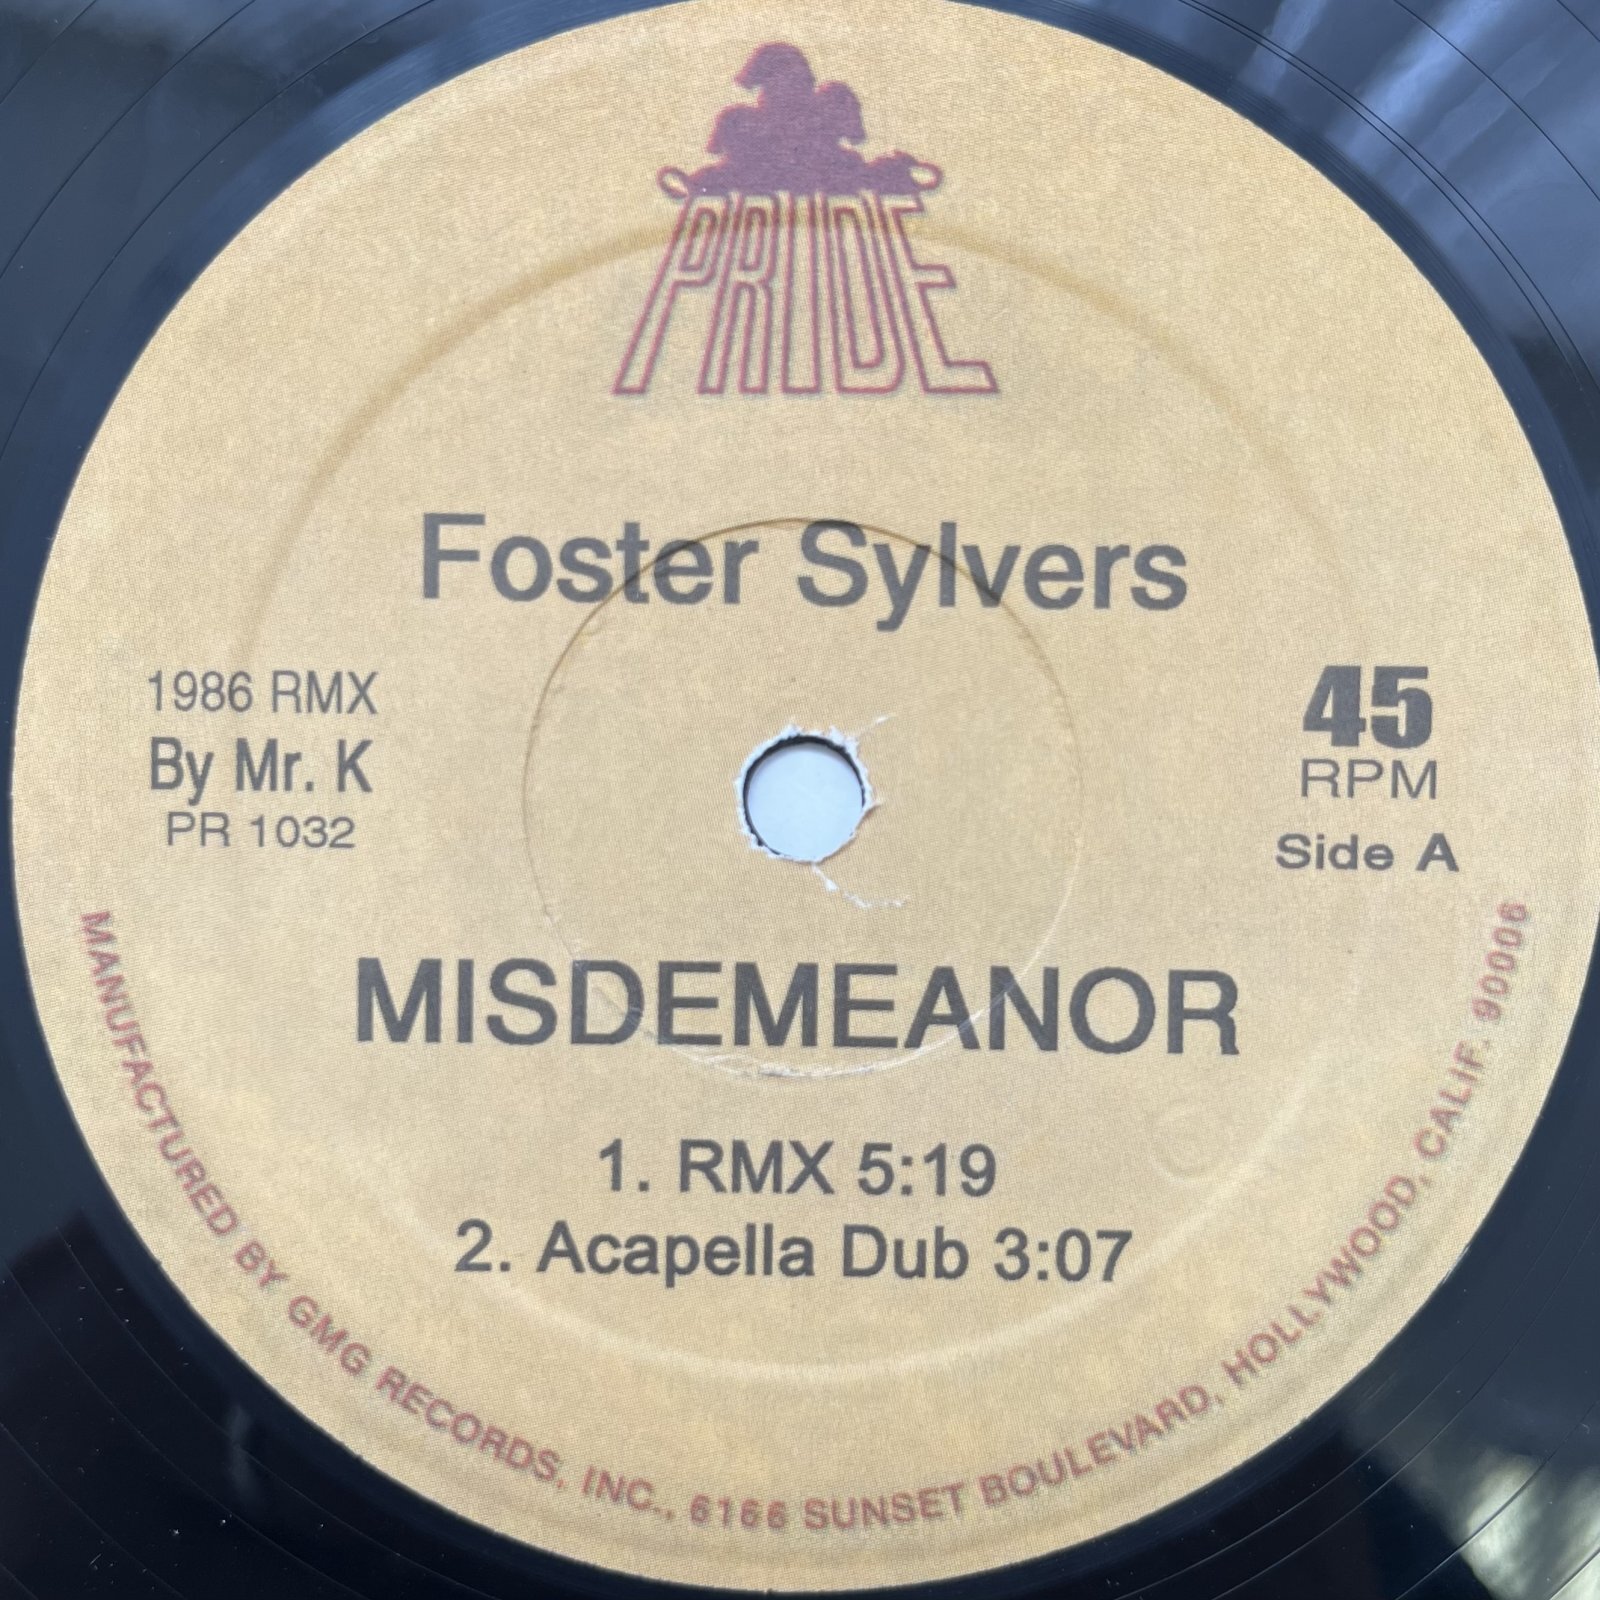 PRIDE
Foster Sylvers
1986 RMX
By Mr. K
PR 1032
45
RPM
Side A
MISDEMEANOR
1. RMX 5:19
2. Acapella Dub 3:07
MANUFACTURED BY GMG RECORDS, INC., 6166 SUNSET BOULEVARD, HOLLYWOOD, CALIF. 90006